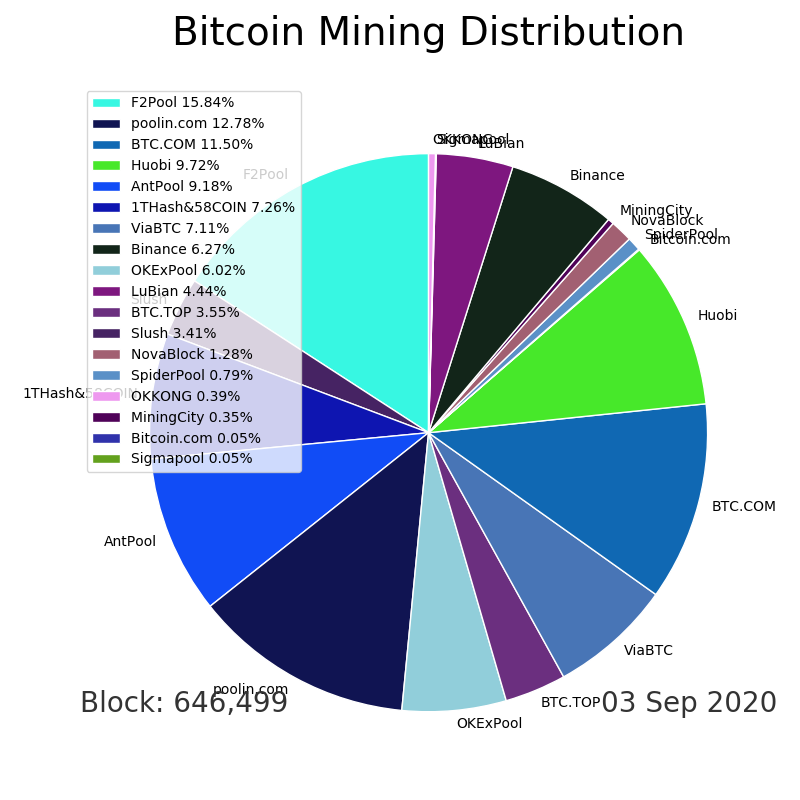 Bitcoin Mining Distribution
F2Pool 15.84%
poolin.com 12.78%
BTC.COM 11.50%
Huobi 9.72%
AntPool 9.18%
1THash&58COIN 7.26%
ViaBTC 7.11%
Binance 6.27%
OKExPool 6.02%
LuBian 4.44%
BTC.TOP 3.55%
Slush 3.41%
NovaBlock 1.28%
SpiderPool 0.79%
OKKONG 0.39%
MiningCity 0.35%
Bitcoin.com 0.05%
Sigmapool 0.05%
OKKONG
Sigmapool
LuBian
Binance
MiningCity
NovaBlock
SpiderPool
Bitcoin.com
Huobi
BTC.COM
ViaBTC
BTC.TOP
OKExPool
poolin.com
AntPool
1THash&58COIN
Slush
F2Pool
Block: 646,499
03 Sep 2020